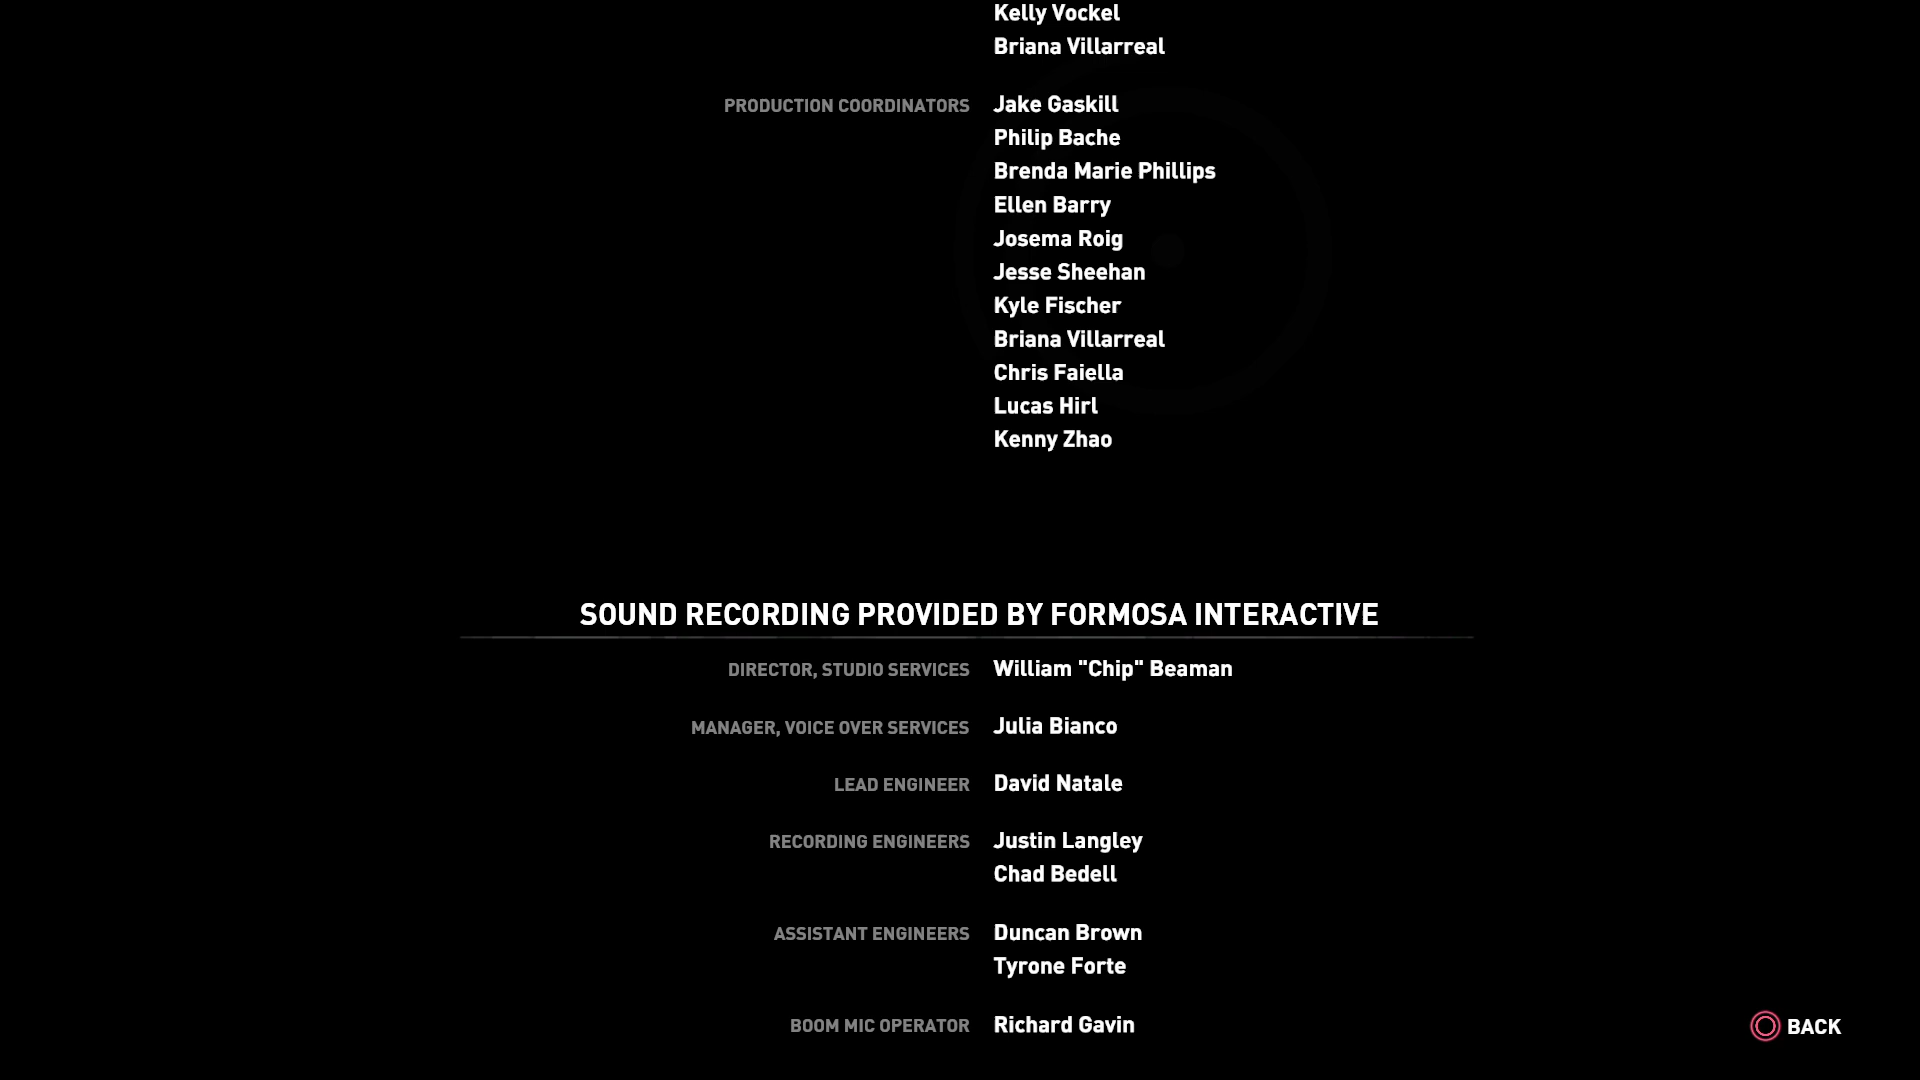 Kelly Vockel
Briana Villarreal
PRODUCTION COORDINATORS Jake Gaskill
Philip Bache
Brenda Marie Phillips
Ellen Barry
Josema Roig
Jesse Sheehan
Kyle Fischer
Briana Villarreal
Chris Faiella
Lucas Hirl
Kenny Zhao
SOUND RECORDING PROVIDED BY FORMOSA INTERACTIVE
DIRECTOR, STUDIO SERVICES William "Chip" Beaman
MANAGER, VOICE OVER SERVICES Julia Bianco
LEAD ENGINEER David Natale
RECORDING ENGINEERS Justin Langley
Chad Bedell
ASSISTANT ENGINEERS Duncan Brown
Tyrone Forte
BOOM MIC OPERATOR Richard Gavin
BACK